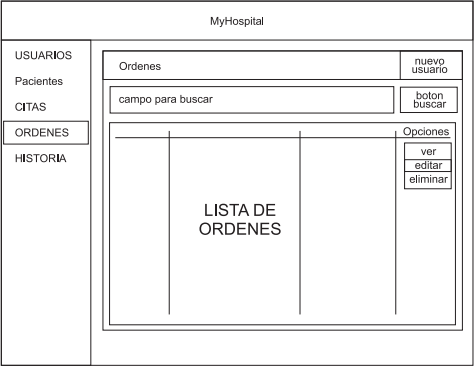 MyHospital
USUARIOS
Pacientes
CITAS
ORDENES
HISTORIA
Ordenes
nuevo
usuario
campo para buscar
boton
buscar
Opciones
ver
editar
eliminar
LISTA DE
ORDENES